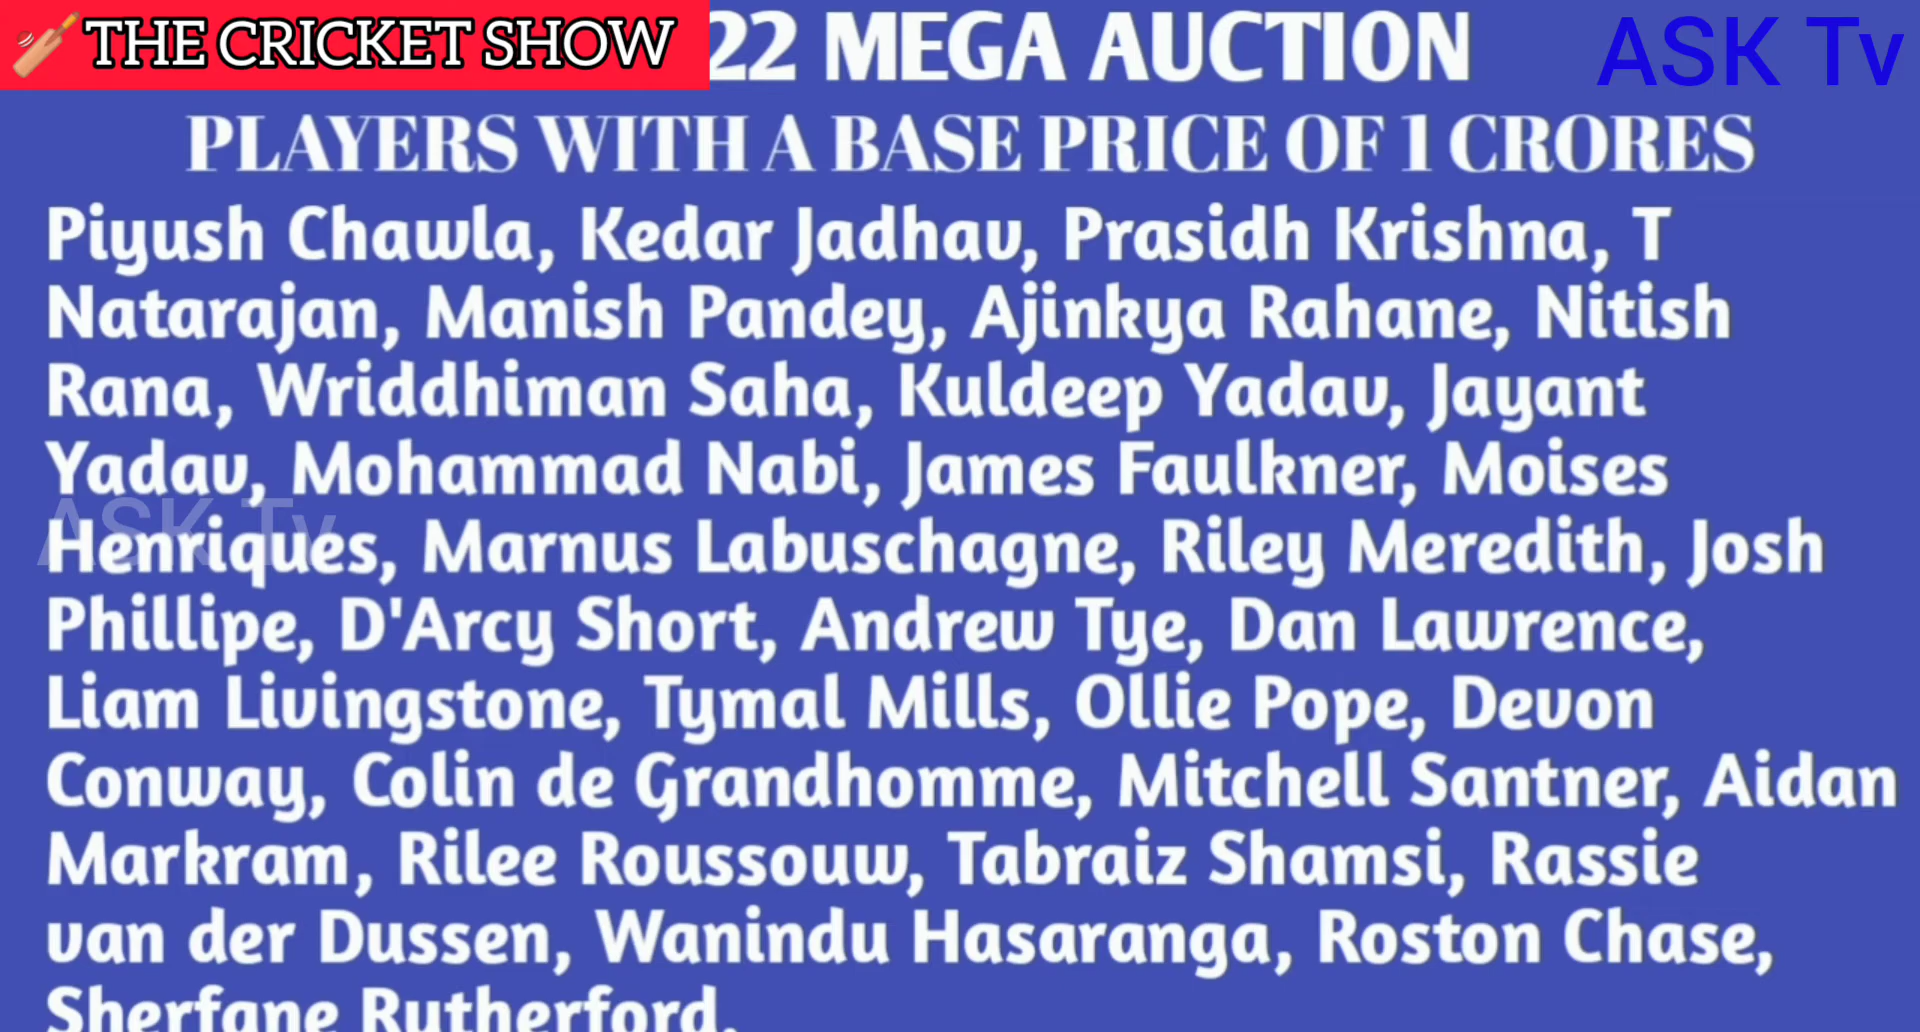 THE CRICKET SHOW 22 MEGA AUCTION ASK Tv
PLAYERS WITH A BASE PRICE OF 1 CRORES
Piyush Chawla, Kedar Jadhav, Prasidh Krishna, T
Natarajan, Manish Pandey, Ajinkya Rahane, Nitish
Rana, Wriddhiman Saha, Kuldeep Yadav, Jayant
Yadav, Mohammad Nabi, James Faulkner, Moises
ASK Tv
Henriques, Marnus Labuschagne, Riley Meredith, Josh
Phillipe, D'Arcy Short, Andrew Tye, Dan Lawrence,
Liam Livingstone, Tymal Mills, Ollie Pope, Devon
Conway, Colin de Grandhomme, Mitchell Santner, Aidan
Markram, Rilee Roussouw, Tabraiz Shamsi, Rassie
van der Dussen, Wanindu Hasaranga, Roston Chase,
Sherfane Rutherford,